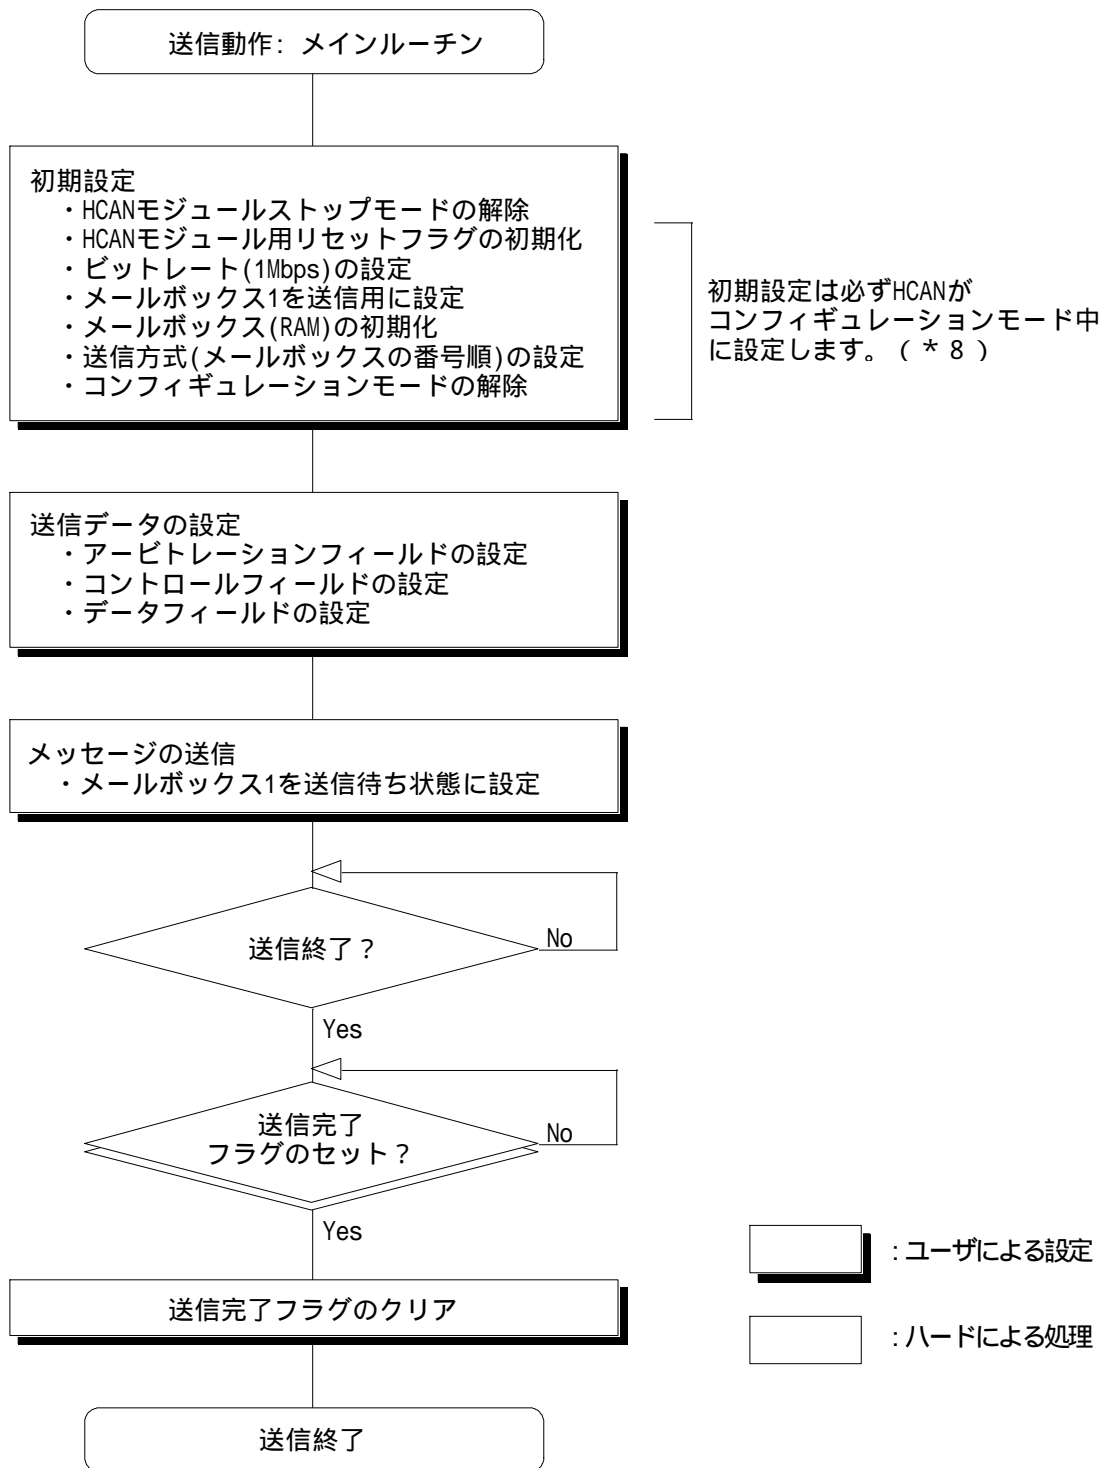 送信動作: メインルーチン
初期設定
・HCANモジュールストップモードの解除
・HCANモジュール用リセットフラグの初期化
・ビットレート(1Mbps)の設定
・メールボックス1を送信用に設定
・メールボックス(RAM)の初期化
・送信方式(メールボックスの番号順)の設定
・コンフィギュレーションモードの解除
初期設定は必ずHCANが
コンフィギュレーションモード中
に設定します。(*8)
送信データの設定
・アービトレーションフィールドの設定
・コントロールフィールドの設定
・データフィールドの設定
メッセージの送信
・メールボックス1を送信待ち状態に設定
送信終了?
No
Yes
送信完了
フラグのセット?
No
Yes
送信完了フラグのクリア
送信終了
:ユーザによる設定
:ハードによる処理